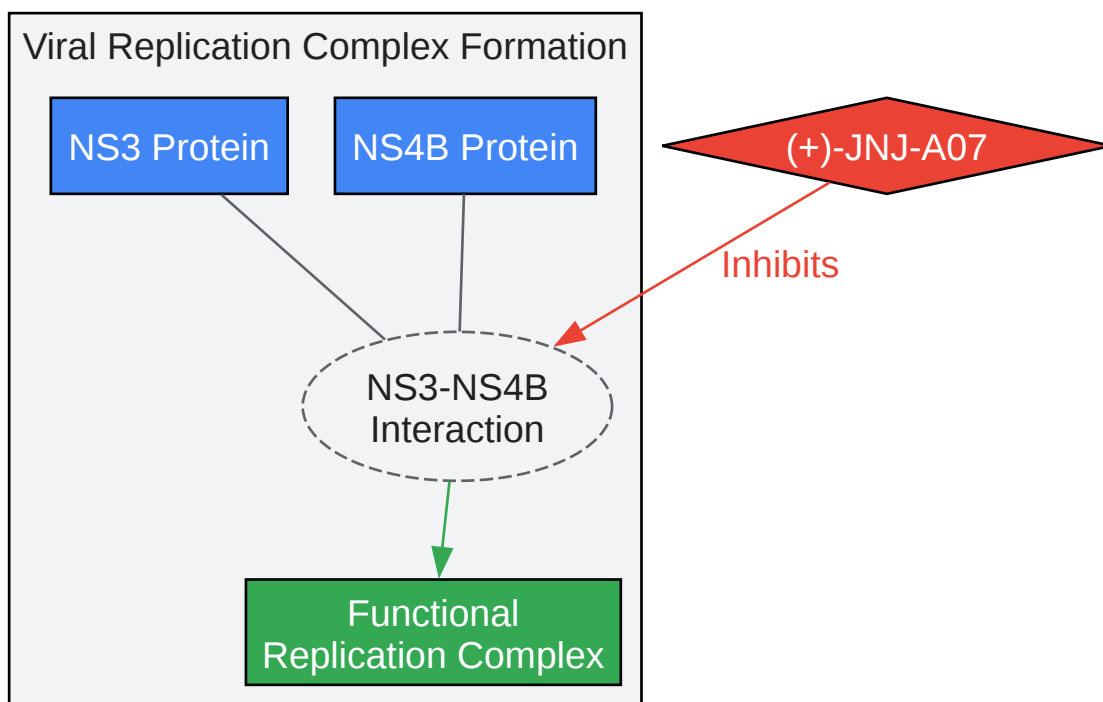 Viral Replication Complex Formation
NS3 Protein
NS4B Protein
(+)-JNJ-A07
Inhibits
NS3-NS4B
Interaction
Functional
Replication Complex